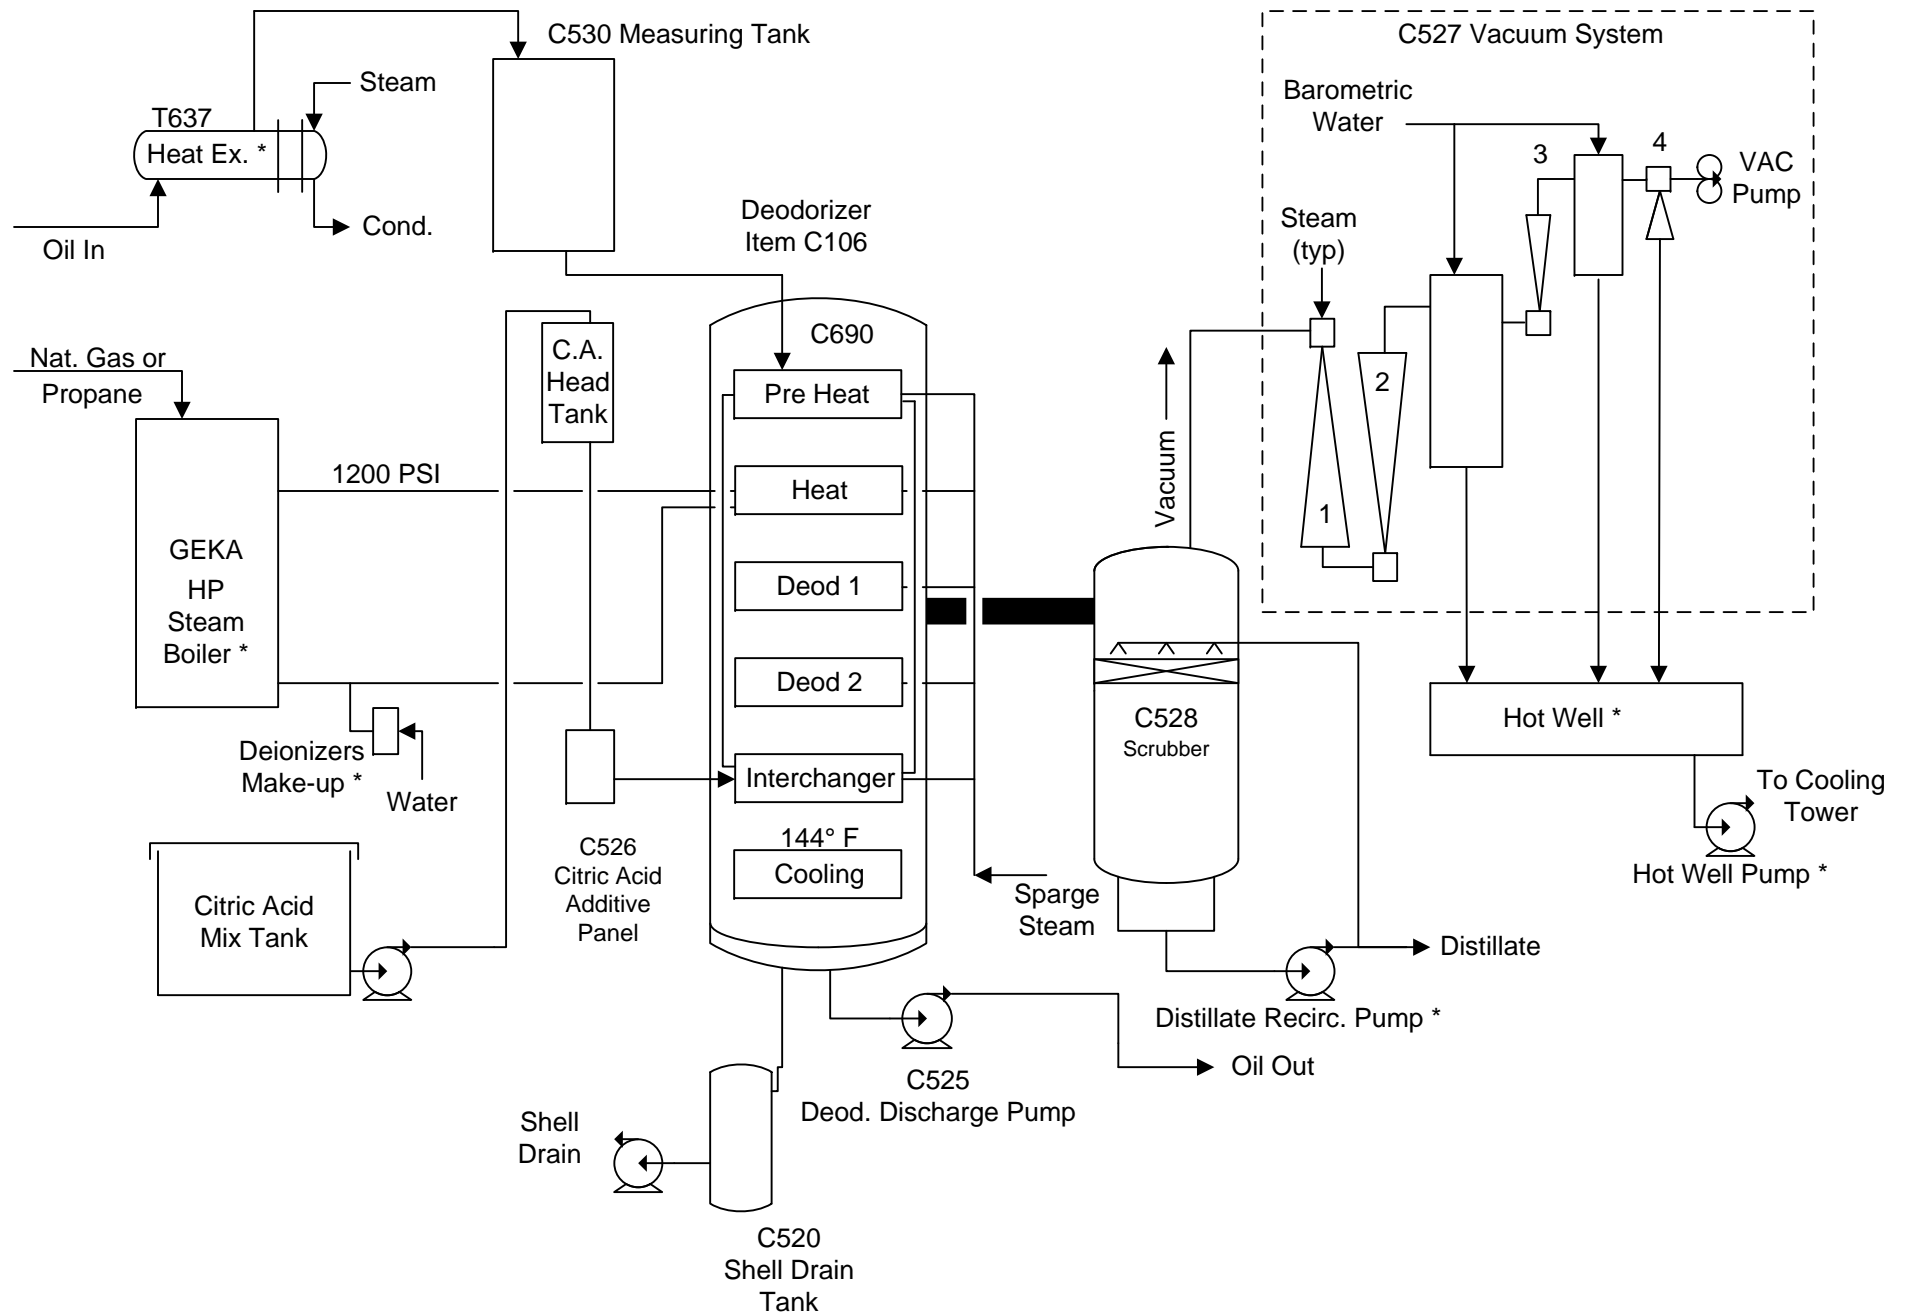 C530 Measuring Tank
Steam
T637
Heat Ex. *
Cond.
Oil In
Deodorizer
Item C106
C527 Vacuum System
Barometric
Water
3
4
VAC
Pump
Steam
(typ)
2
1
Vacuum
Nat. Gas or
Propane
1200 PSI
GEKA
HP
Steam
Boiler *
C.A.
Head
Tank
C690
Pre Heat
Heat
Deod 1
Deod 2
Interchanger
144° F
Cooling
Deionizers
Make-up *
Water
C526
Citric Acid
Additive
Panel
Citric Acid
Mix Tank
Sparge
Steam
C528
Scrubber
Hot Well *
To Cooling
Tower
Hot Well Pump *
Distillate
Distillate Recirc. Pump *
Oil Out
C525
Deod. Discharge Pump
Shell
Drain
C520
Shell Drain
Tank